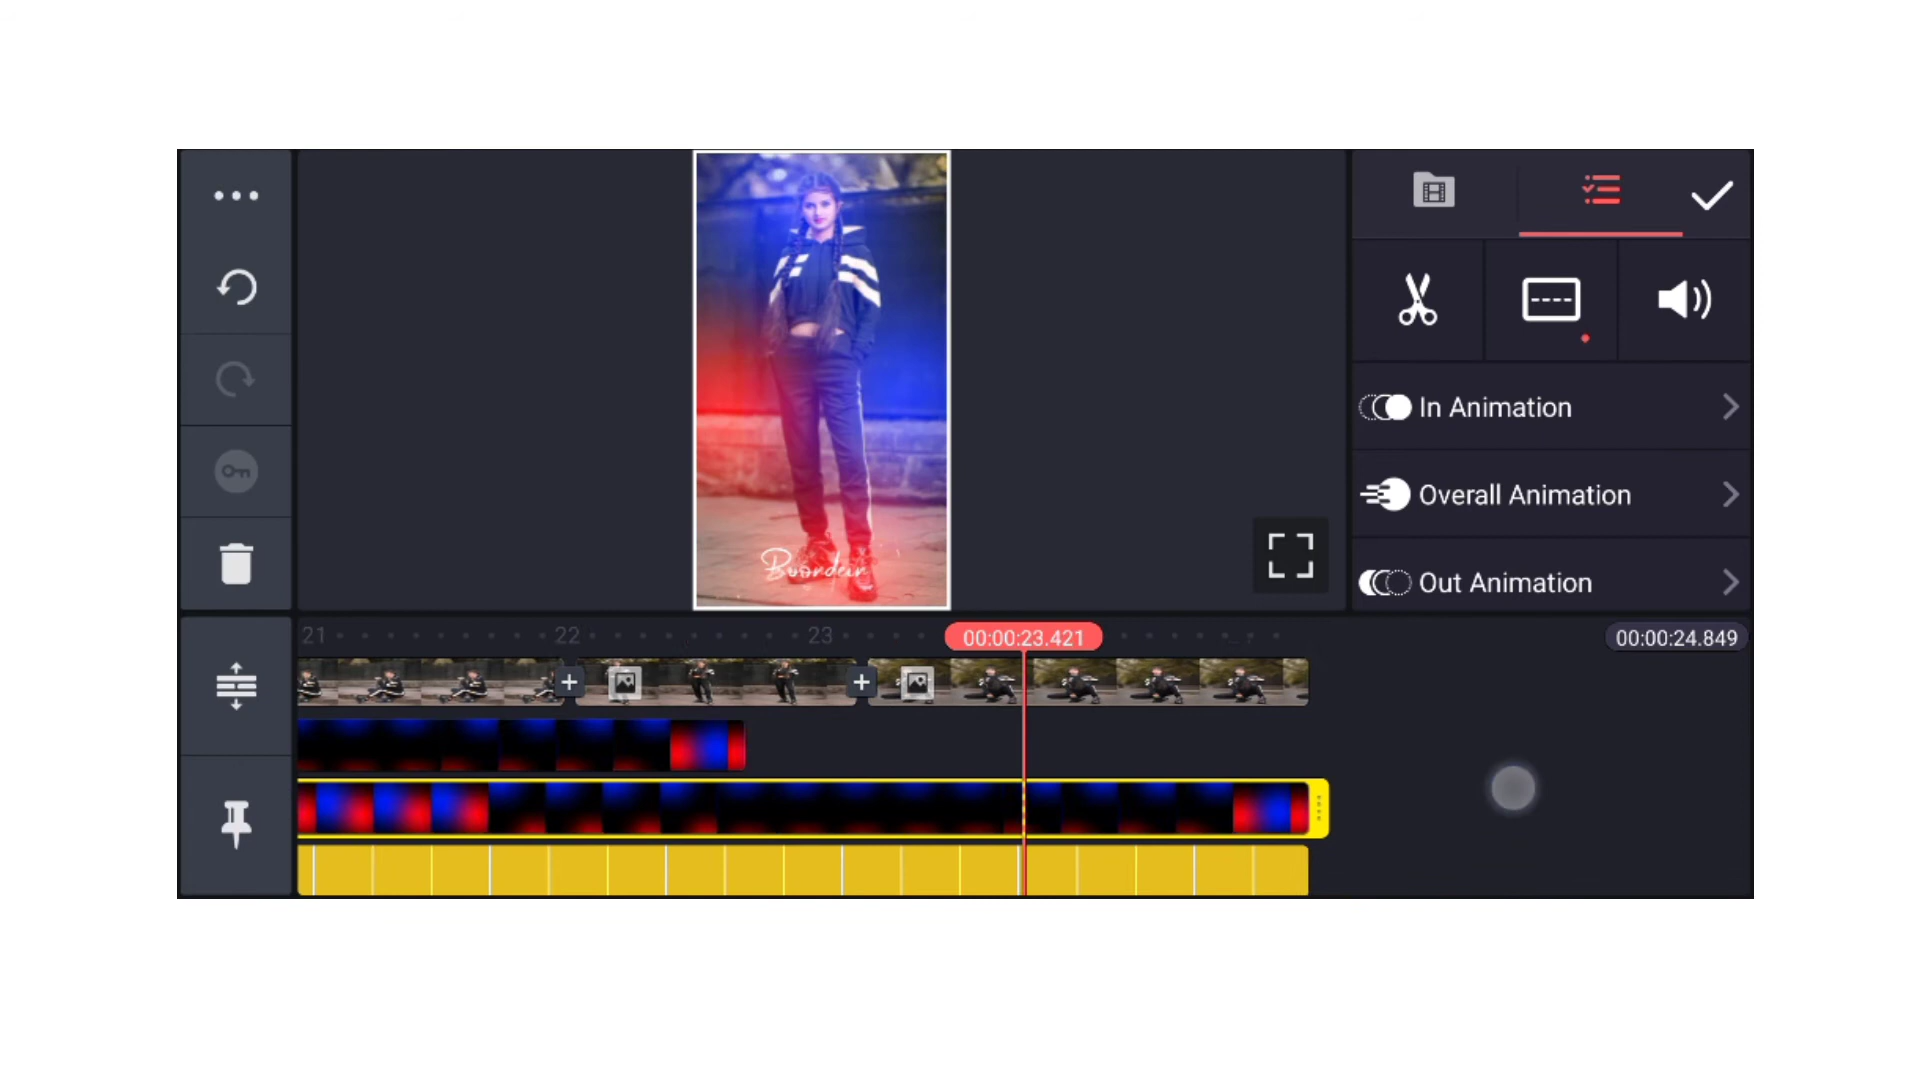 In Animation
Overall Animation
Out Animation
21
22
23
00:00:23.421
00:00:24.849